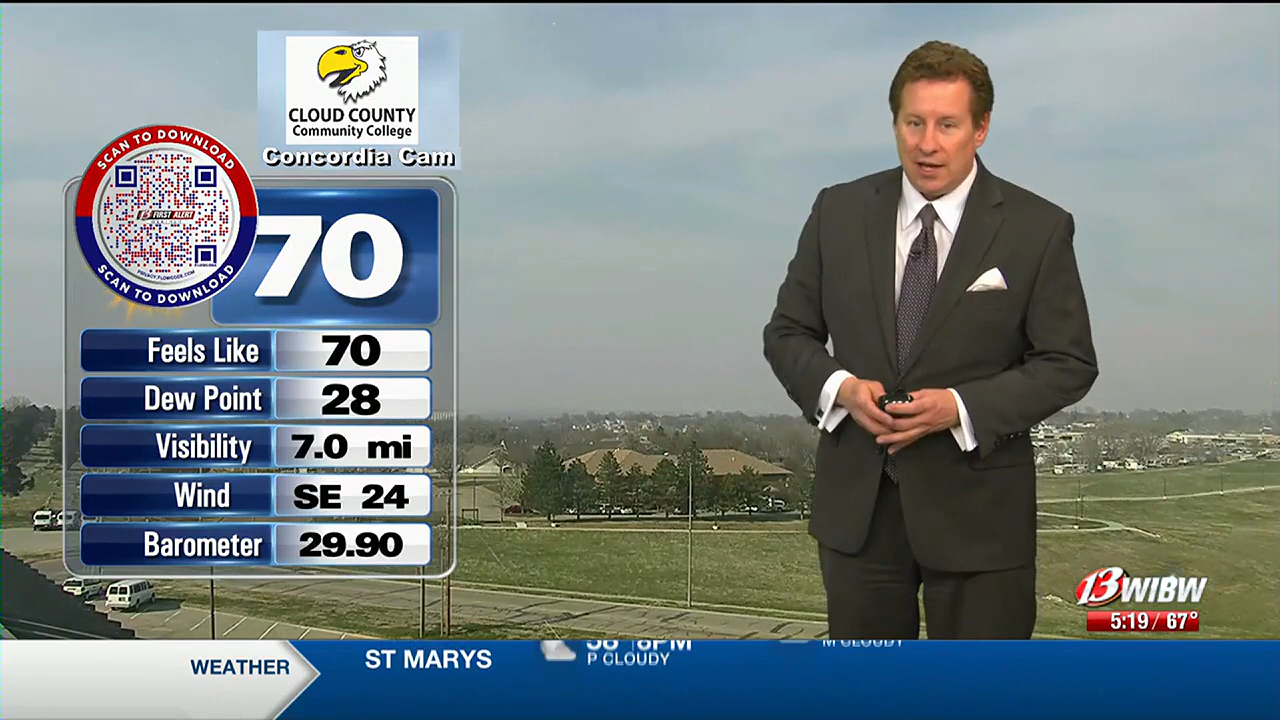 CLOUD COUNTY
Community College
Concordia Cam
SCAN TO DOWNLOAD
13 FIRST ALERT
SCAN TO DOWNLOAD
70
Feels Like 70
Dew Point 28
Visibility 7.0 mi
Wind SE 24
Barometer 29.90
13 WIBW
5:19 / 67°
WEATHER
ST MARYS
8PM
P CLOUDY
M CLOUDY